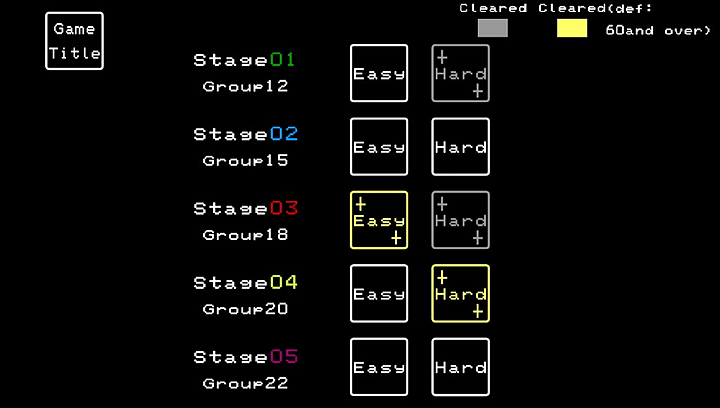 Cleared Cleared(def:
60and over)
Game
Title
Stage01
Group12
Easy
Hard
Stage02
Group15
Easy
Hard
Stage03
Group18
Easy
Hard
Stage04
Group20
Easy
Hard
Stage05
Group22
Easy
Hard